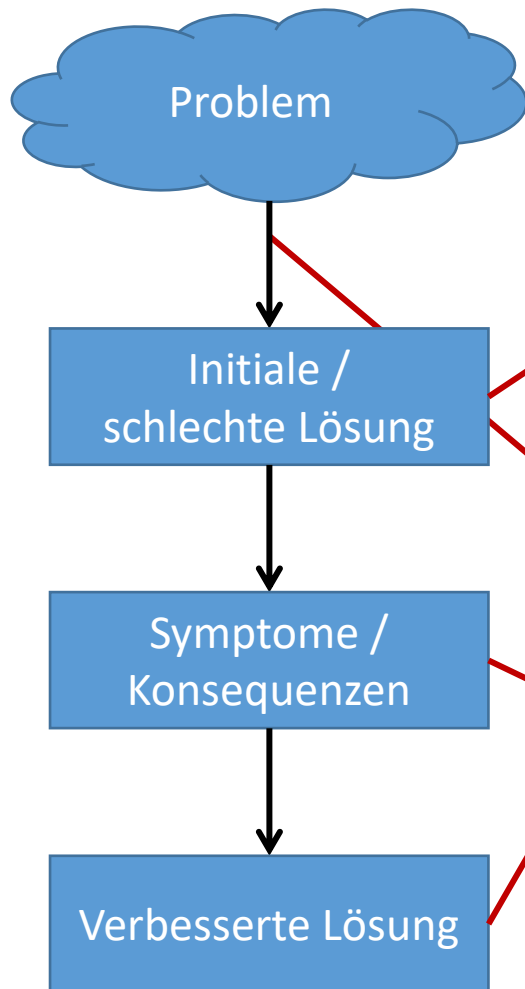 Problem
Initiale /
schlechte Lösung
Symptome /
Konsequenzen
Verbesserte Lösung